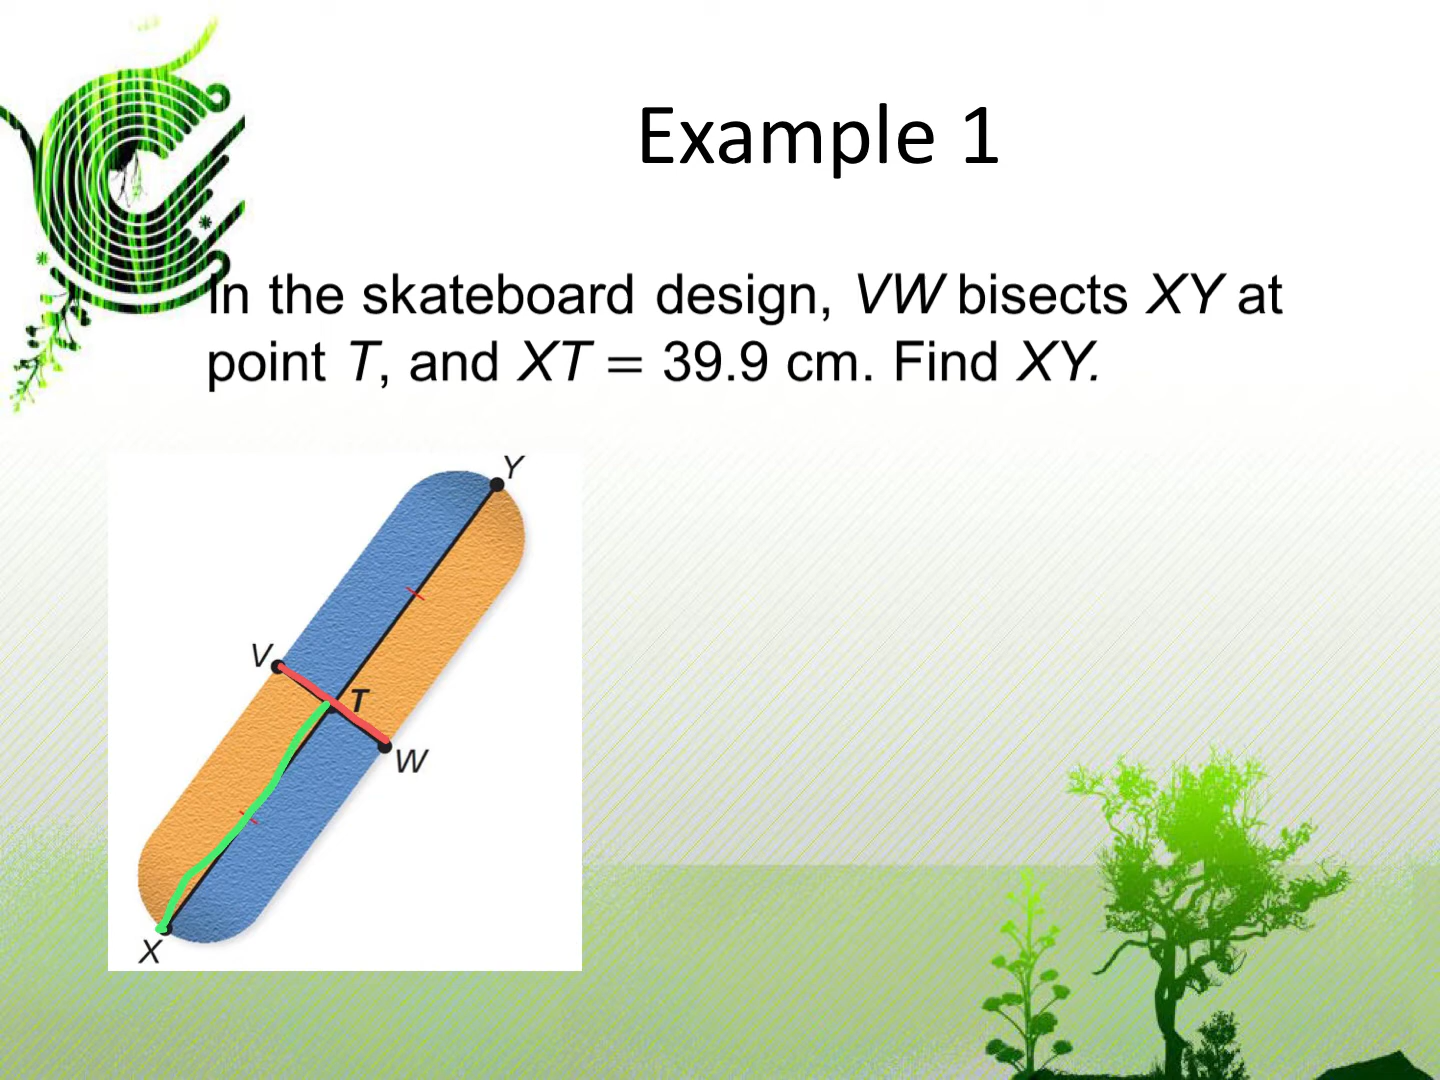 Example 1
In the skateboard design, VW bisects XY at
point T, and XT = 39.9 cm. Find XY.
Y
V
T
W
X